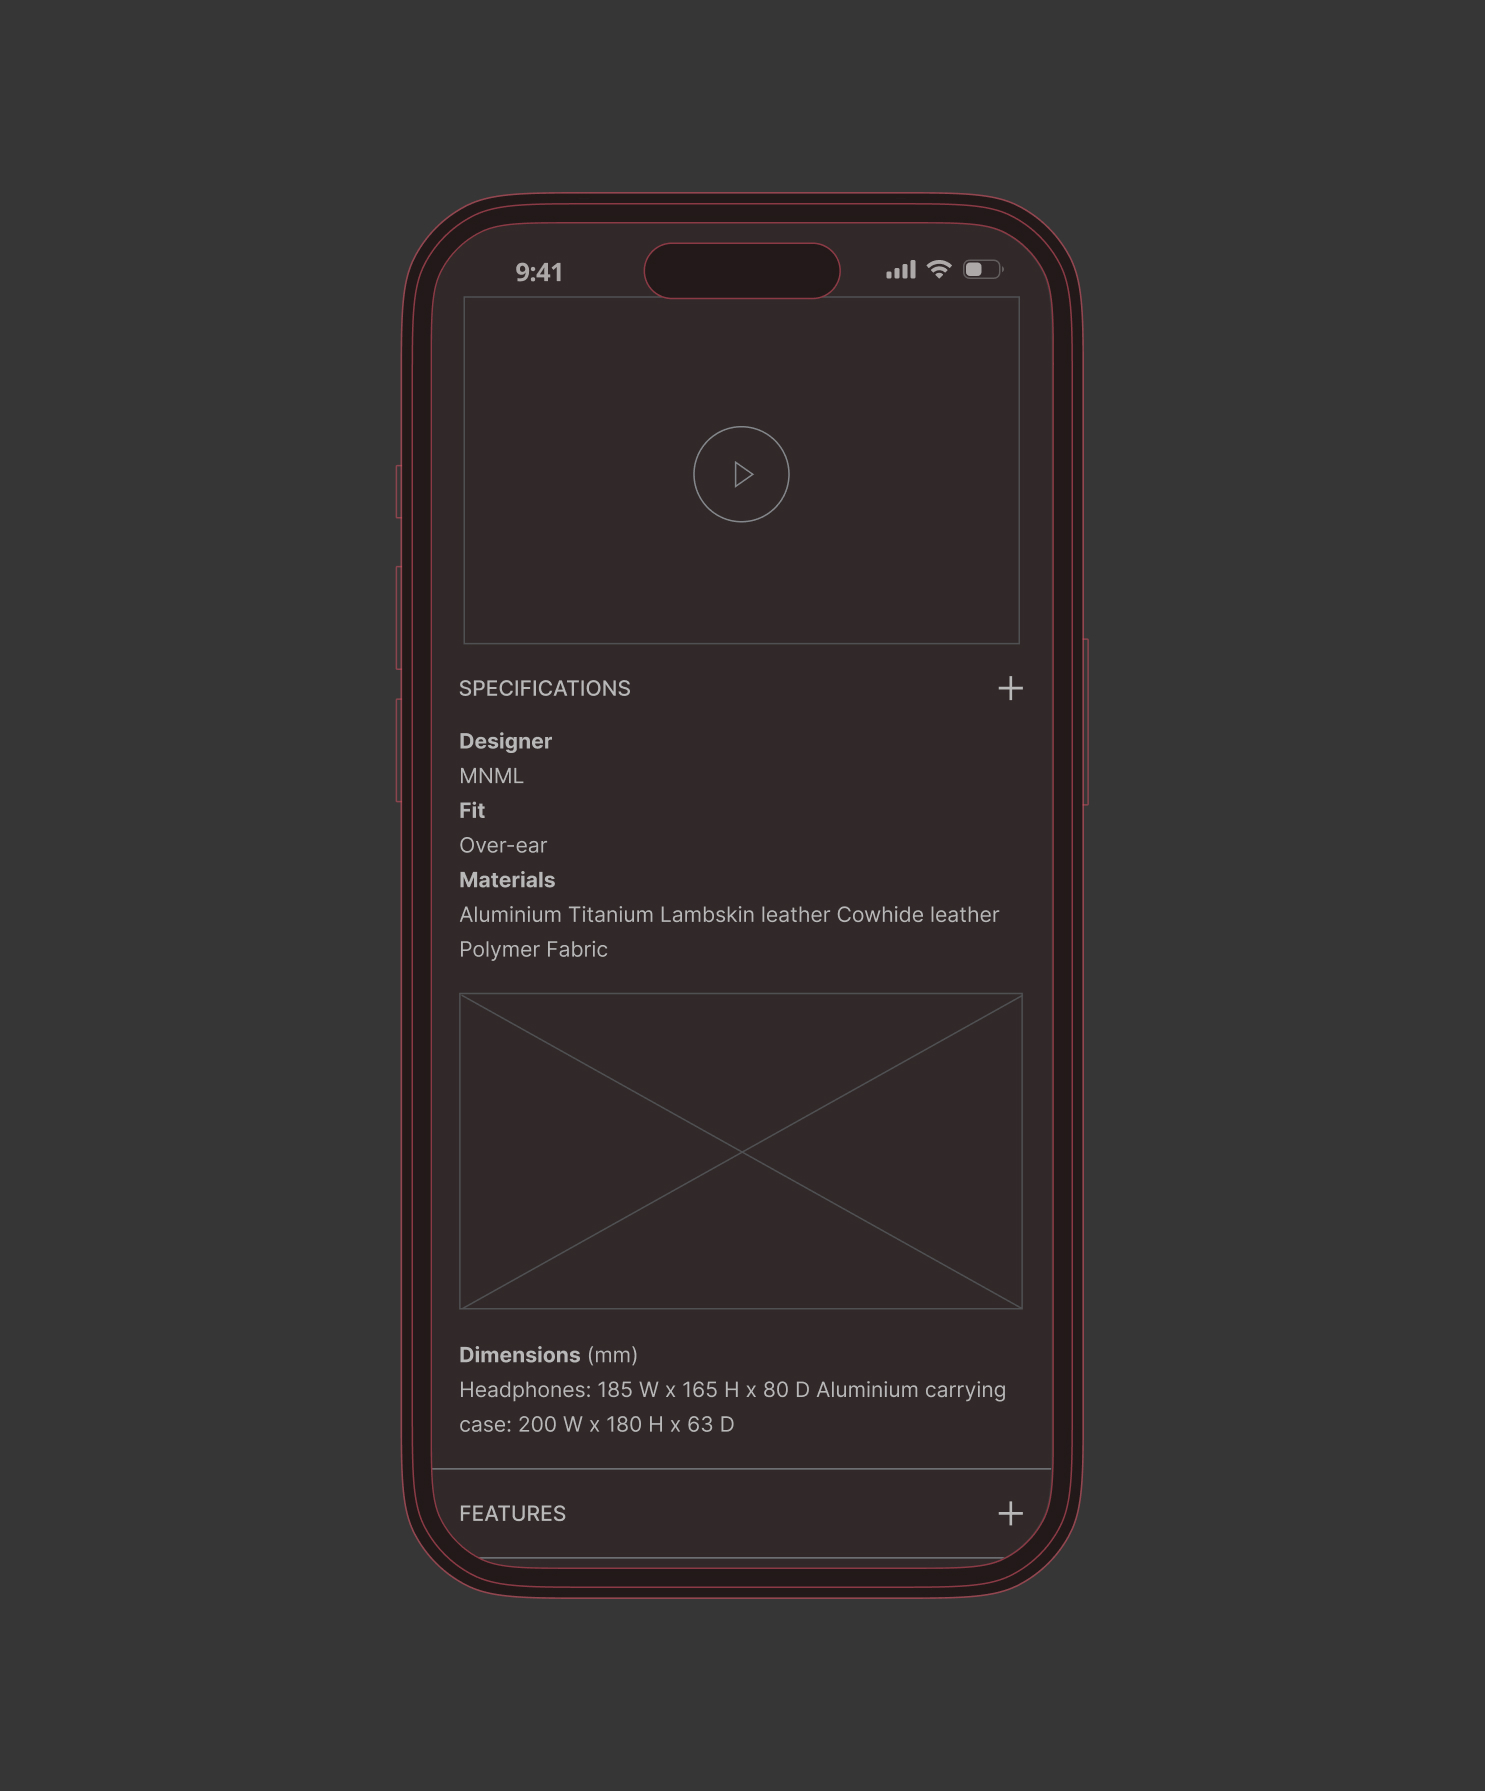 9:41
SPECIFICATIONS
Designer
MNML
Fit
Over-ear
Materials
Aluminium Titanium Lambskin leather Cowhide leather
Polymer Fabric
Dimensions (mm)
Headphones: 185 W x 165 H x 80 D Aluminium carrying
case: 200 W x 180 H x 63 D
FEATURES